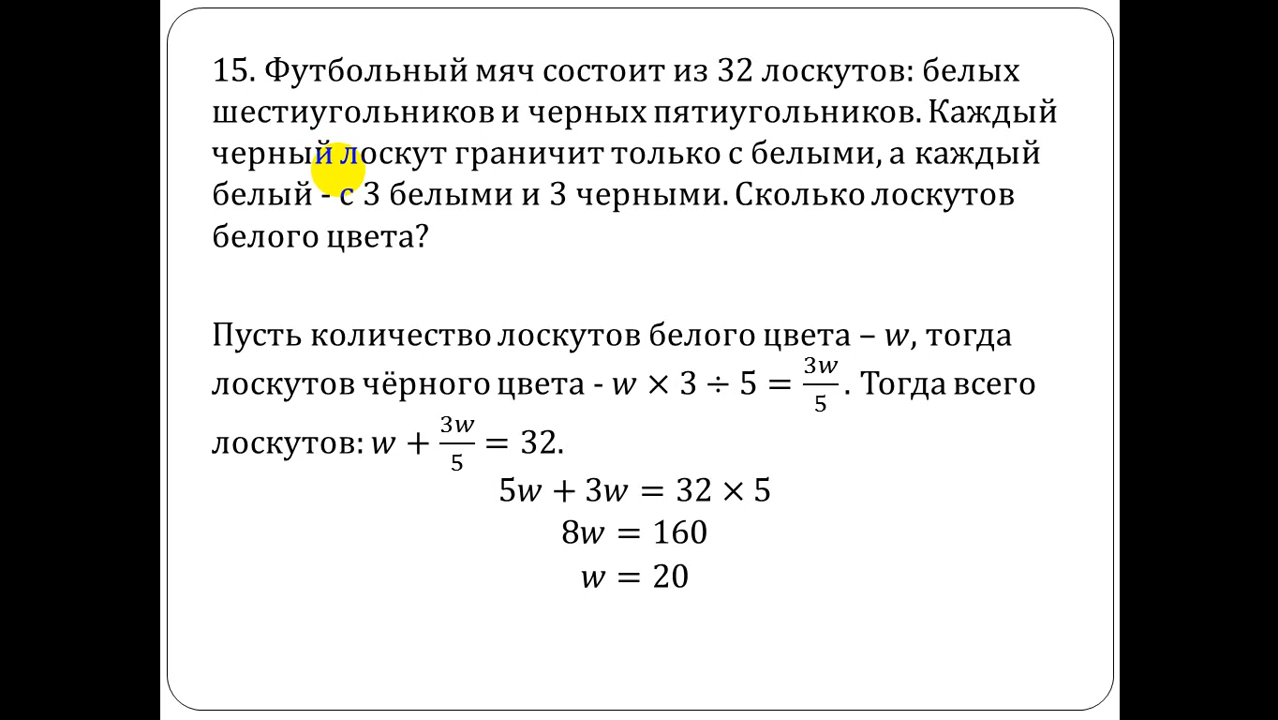 15. Футбольный мяч состоит из 32 лоскутов: белых
шестиугольников и черных пятиугольников. Каждый
черный лоскут граничит только с белыми, а каждый
белый - с 3 белыми и 3 черными. Сколько лоскутов
белого цвета?
Пусть количество лоскутов белого цвета – w, тогда
лоскутов чёрного цвета - w × 3 ÷ 5 = 3w/5. Тогда всего
лоскутов: w + 3w/5 = 32.
5w + 3w = 32 × 5
8w = 160
w = 20